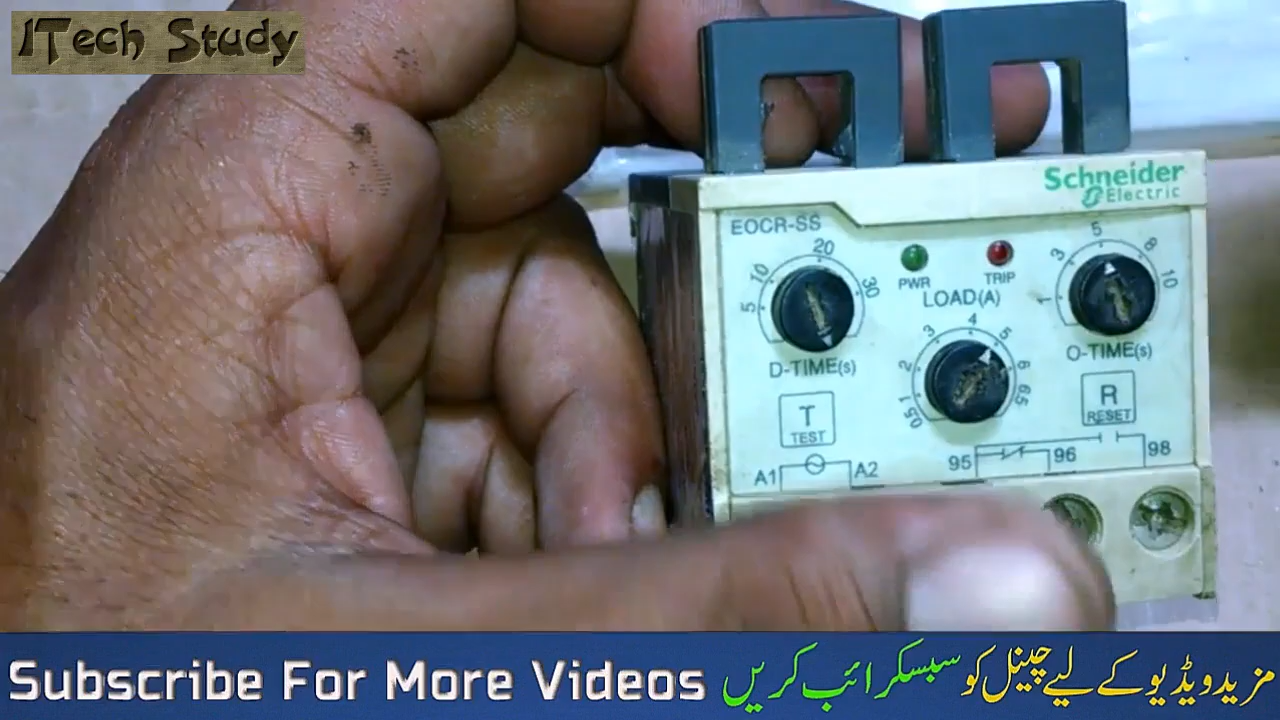 ITech Study
Schneider
Electric
EOCR-SS
5 10 20 30
D-TIME(s)
PWR TRIP
LOAD(A)
0.5 1 2 3 4 5 6 6.5
1 3 5 8 10
O-TIME(s)
T
TEST
R
RESET
A1 A2
95 96 98
Subscribe For More Videos مزید ویڈیو کے لیے چینل کو سبسکرائب کریں